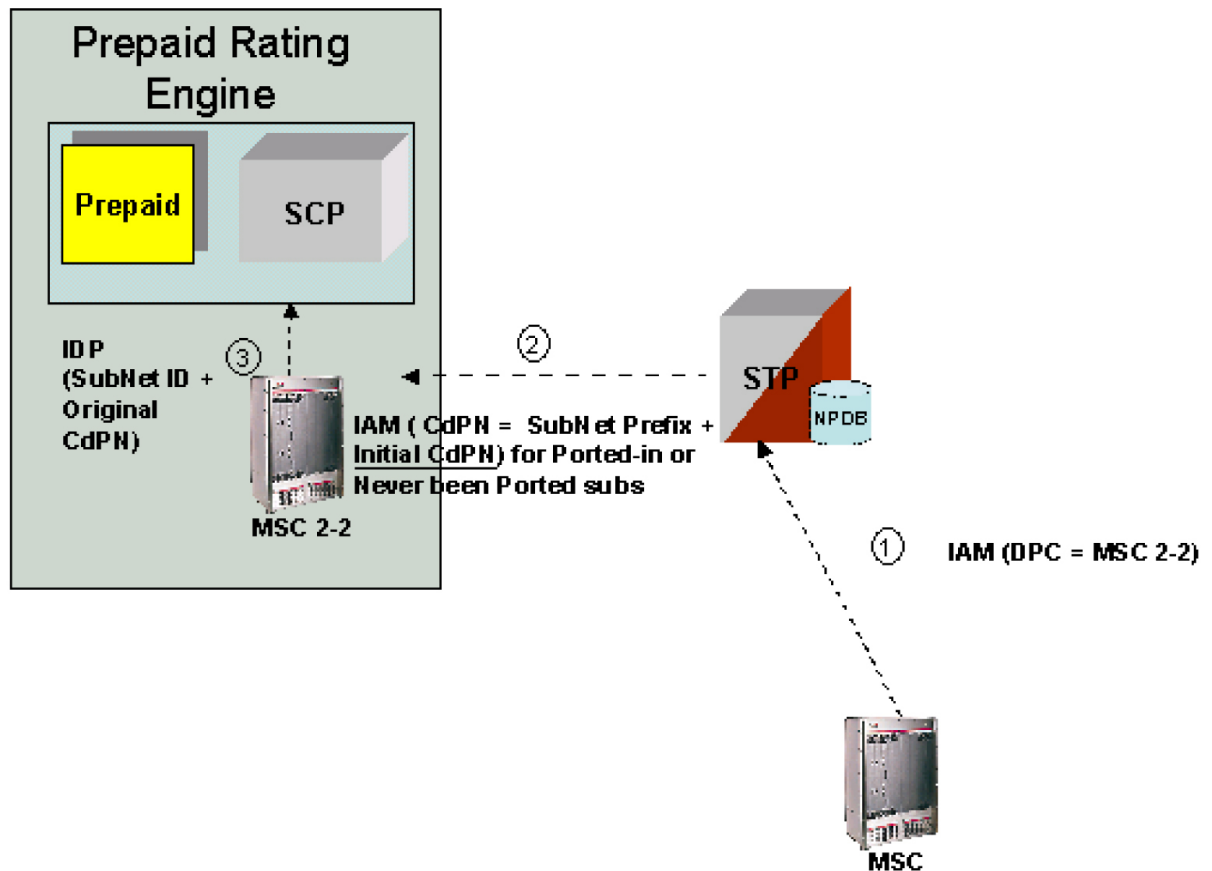 Prepaid Rating
Engine
Prepaid
SCP
IDP
(SubNet ID +
Original
CdPN)
3
MSC 2-2
2
IAM ( CdPN = SubNet Prefix +
Initial CdPN) for Ported-in or
Never been Ported subs
STP
NPDB
1
IAM (DPC = MSC 2-2)
MSC